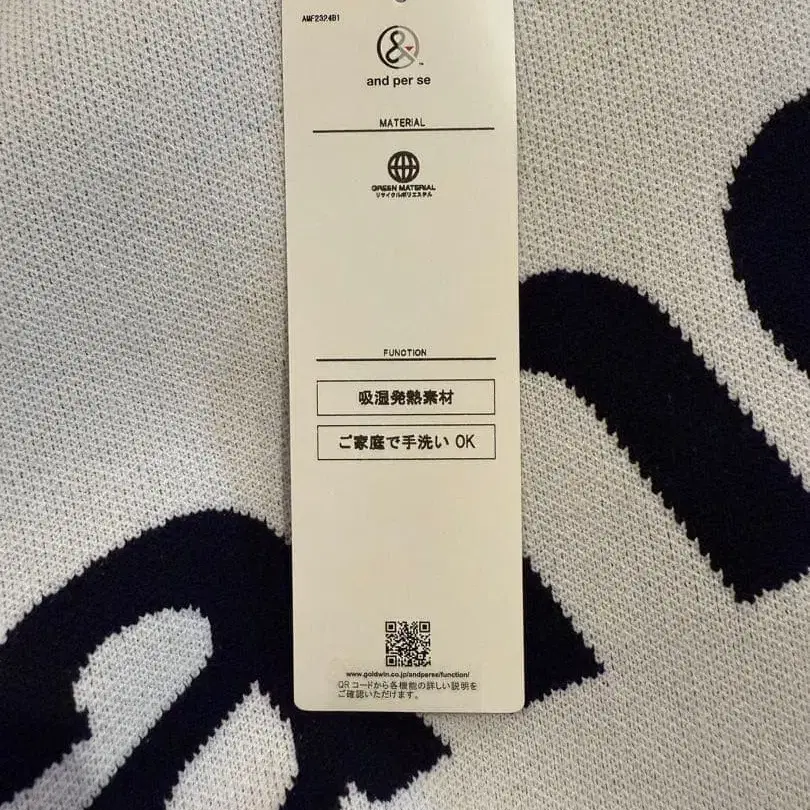 AMF2324B1
and per se
MATERIAL
GREEN MATERIAL
リサイクルポリエステル
FUNCTION
吸湿発熱素材
ご家庭で手洗い OK
www.goldwin.co.jp/andperse/function/
QRコードから各機能の詳しい説明を
ご確認いただけます。